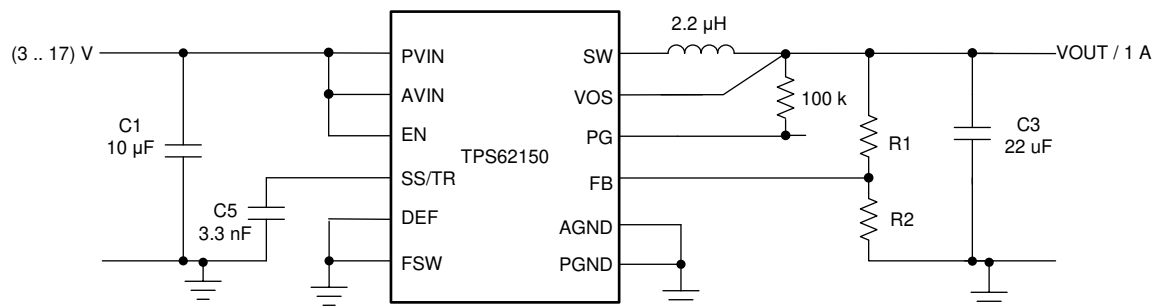 2.2 µH
(3 .. 17) V
PVIN
SW
VOUT / 1 A
AVIN
VOS
100 k
C1
10 µF
EN
PG
TPS62150
R1
C3
22 uF
SS/TR
FB
C5
3.3 nF
DEF
AGND
R2
FSW
PGND